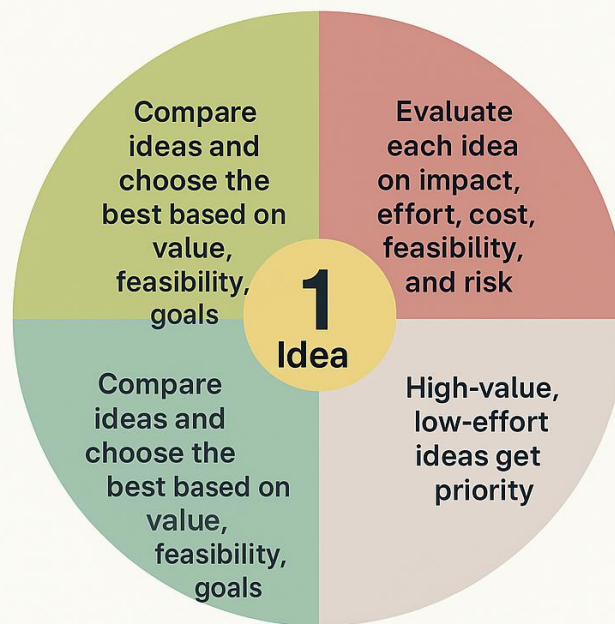 Compare
ideas and
choose the
best based on
value,
feasibility,
goals
Evaluate
each idea
on impact,
effort, cost,
feasibility,
and risk
1
Idea
Compare
ideas and
choose the
best based on
value,
feasibility,
goals
High-value,
low-effort
ideas get
priority